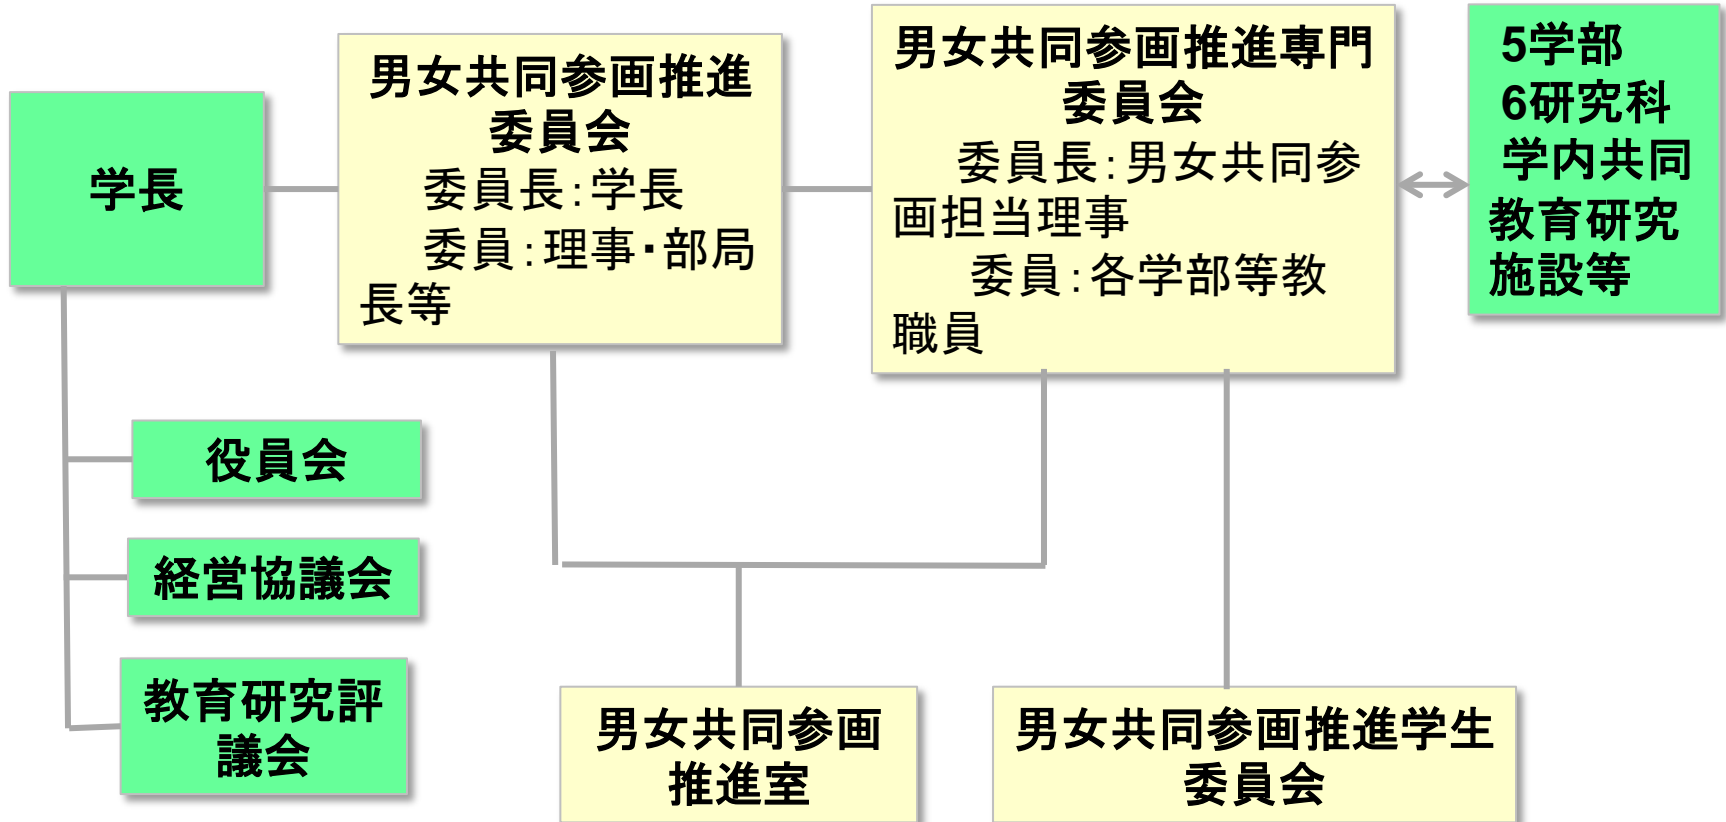 学長
男女共同参画推進
委員会
委員長：学長
委員：理事・部局
長等
男女共同参画推進専門
委員会
委員長：男女共同参
画担当理事
委員：各学部等教
職員
5学部
6研究科
学内共同
教育研究
施設等
役員会
経営協議会
教育研究評
議会
男女共同参画
推進室
男女共同参画推進学生
委員会